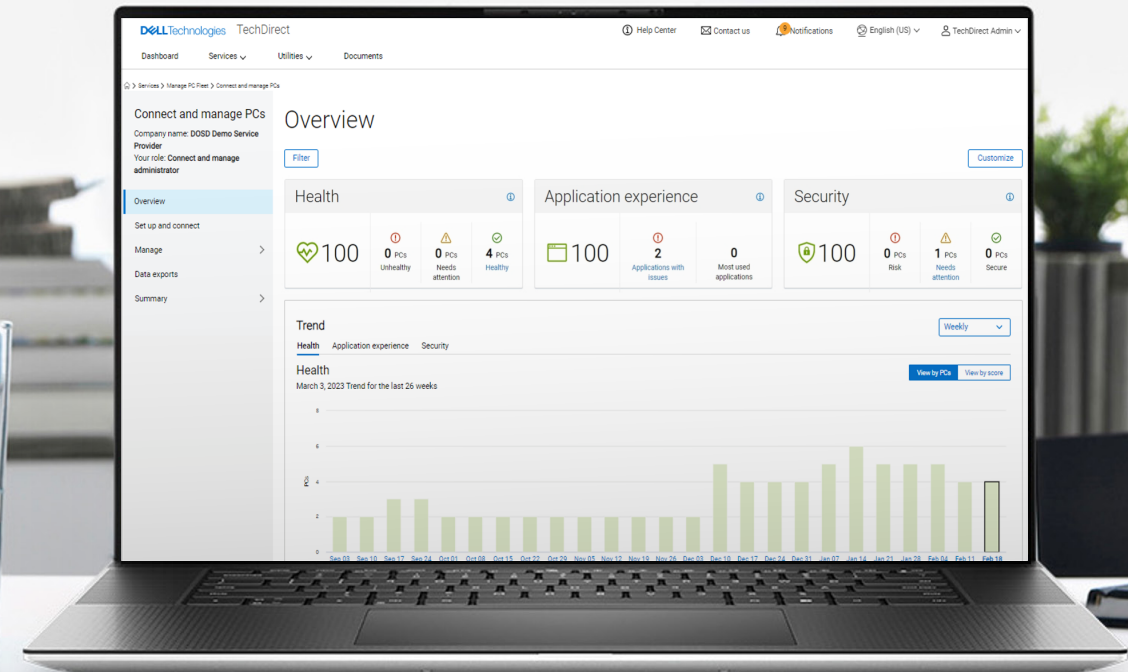 DELLTechnologies TechDirect
Help Center
Contact us
Notifications
English (US)
TechDirect Admin
Dashboard
Services
Utilities
Documents
Services > Manage PC Fleet > Connect and manage PCs
Connect and manage PCs
Company name: DOSD Demo Service
Provider
Your role: Connect and manage
administrator
Overview
Set up and connect
Manage
Data exports
Summary
Overview
Filter
Customize
Health
100
0 PCs
Unhealthy
0 PCs
Needs
attention
4 PCs
Healthy
Application experience
100
2
Applications with
issues
0
Most used
applications
Security
100
0 PCs
Risk
1 PCs
Needs
attention
0 PCs
Secure
Trend
Weekly
Health Application experience Security
Health
View by PCs View by score
March 3, 2023 Trend for the last 26 weeks
8
6
PCs
4
2
0
Sep 03 Sep 10 Sep 17 Sep 24 Oct 01 Oct 08 Oct 15 Oct 22 Oct 29 Nov 05 Nov 12 Nov 19 Nov 26 Dec 03 Dec 10 Dec 17 Dec 24 Dec 31 Jan 07 Jan 14 Jan 21 Jan 28 Feb 04 Feb 11 Feb 18